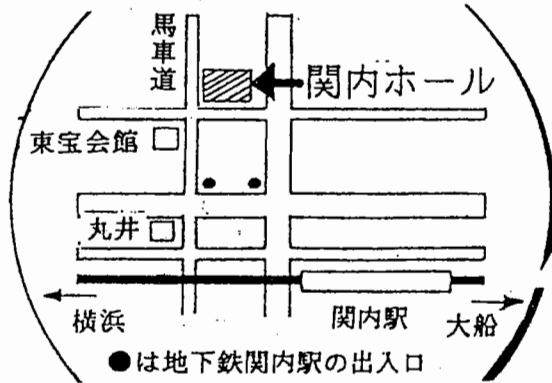 馬車道
関内ホール
東宝会館
丸井
横浜
関内駅
大船
●は地下鉄関内駅の出入口